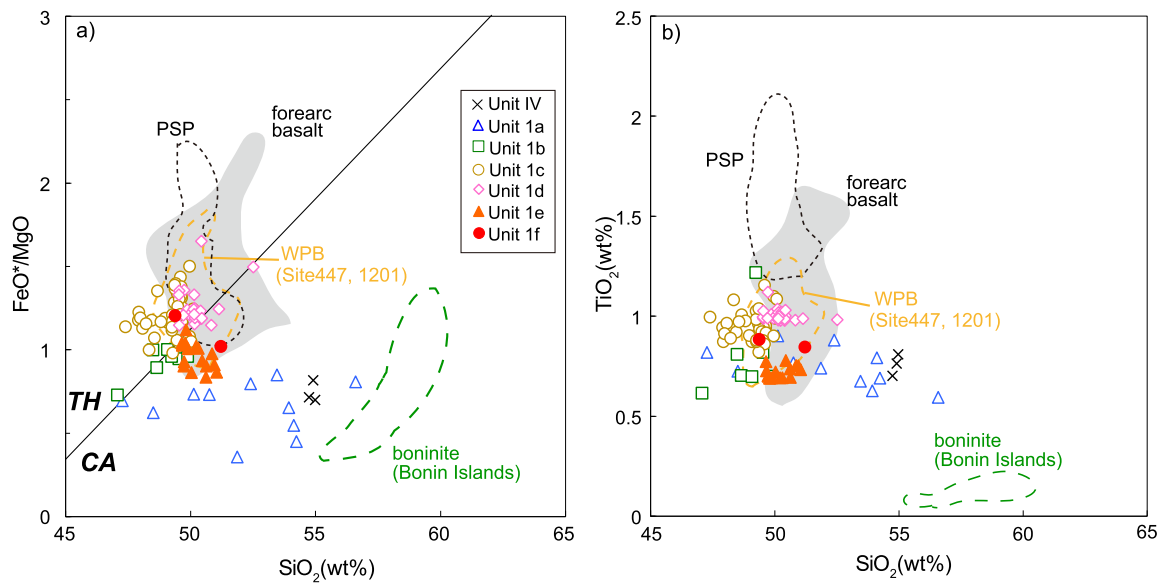 a)
3
2
1
0
FeO*/MgO
45
50
55
60
65
SiO2(wt%)
PSP
forearc
basalt
WPB
(Site447, 1201)
TH
CA
boninite
(Bonin Islands)
Unit IV
Unit 1a
Unit 1b
Unit 1c
Unit 1d
Unit 1e
Unit 1f
b)
2.5
2
1.5
1
0.5
0
TiO2(wt%)
45
50
55
60
65
SiO2(wt%)
PSP
forearc
basalt
WPB
(Site447, 1201)
boninite
(Bonin Islands)